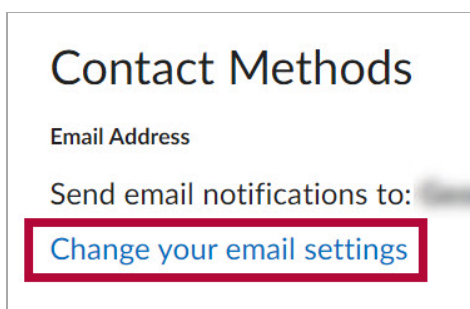 Contact Methods
Email Address
Send email notifications to:
Change your email settings